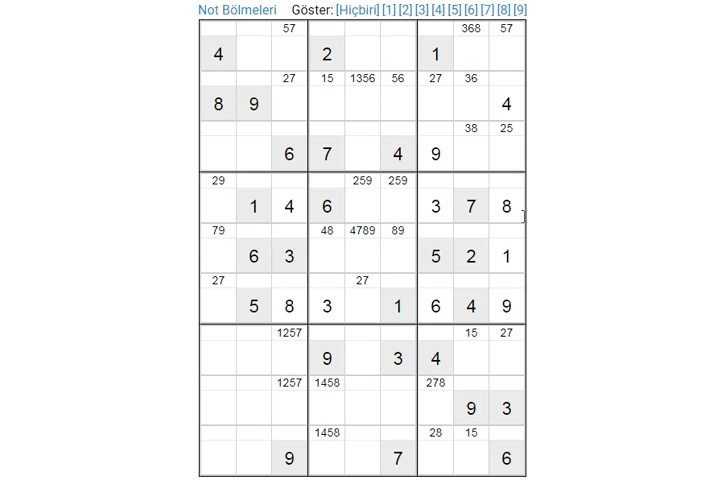 Not Bölmeleri Göster: [Hiçbiri] [1] [2] [3] [4] [5] [6] [7] [8] [9]
57 368 57
4 2 1
27 15 1356 56 27 36
8 9 4
38 25
6 7 4 9
29 259 259
1 4 6 3 7 8
79 48 4789 89
6 3 5 2 1
27 27
5 8 3 1 6 4 9
1257 15 27
9 3 4
1257 1458 278
9 3
1458 28 15
9 7 6